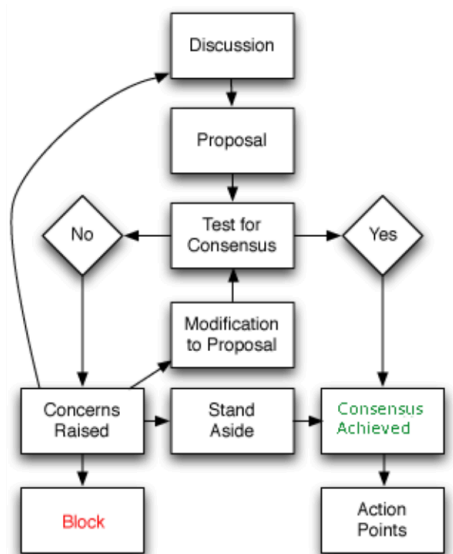 Discussion
Proposal
No
Test for
Consensus
Yes
Modification
to Proposal
Concerns
Raised
Stand
Aside
Consensus
Achieved
Block
Action
Points